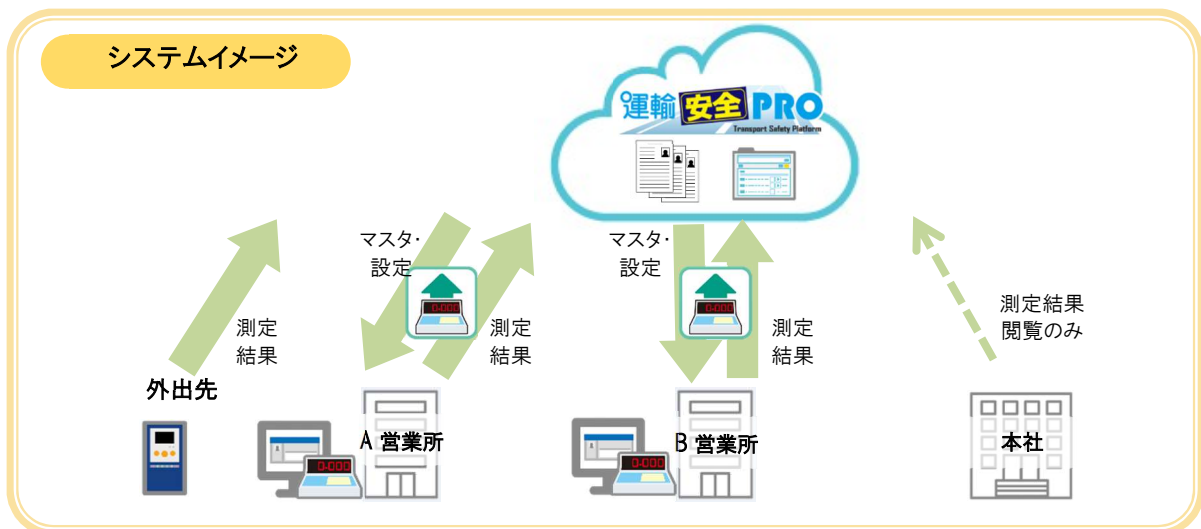 システムイメージ
運輸安全PRO
Transport Safety Platform
マスタ・
設定
マスタ・
設定
0-000
0-000
測定
結果
測定
結果
測定
結果
測定結果
閲覧のみ
外出先
A 営業所
B 営業所
本社
0-000
0-000